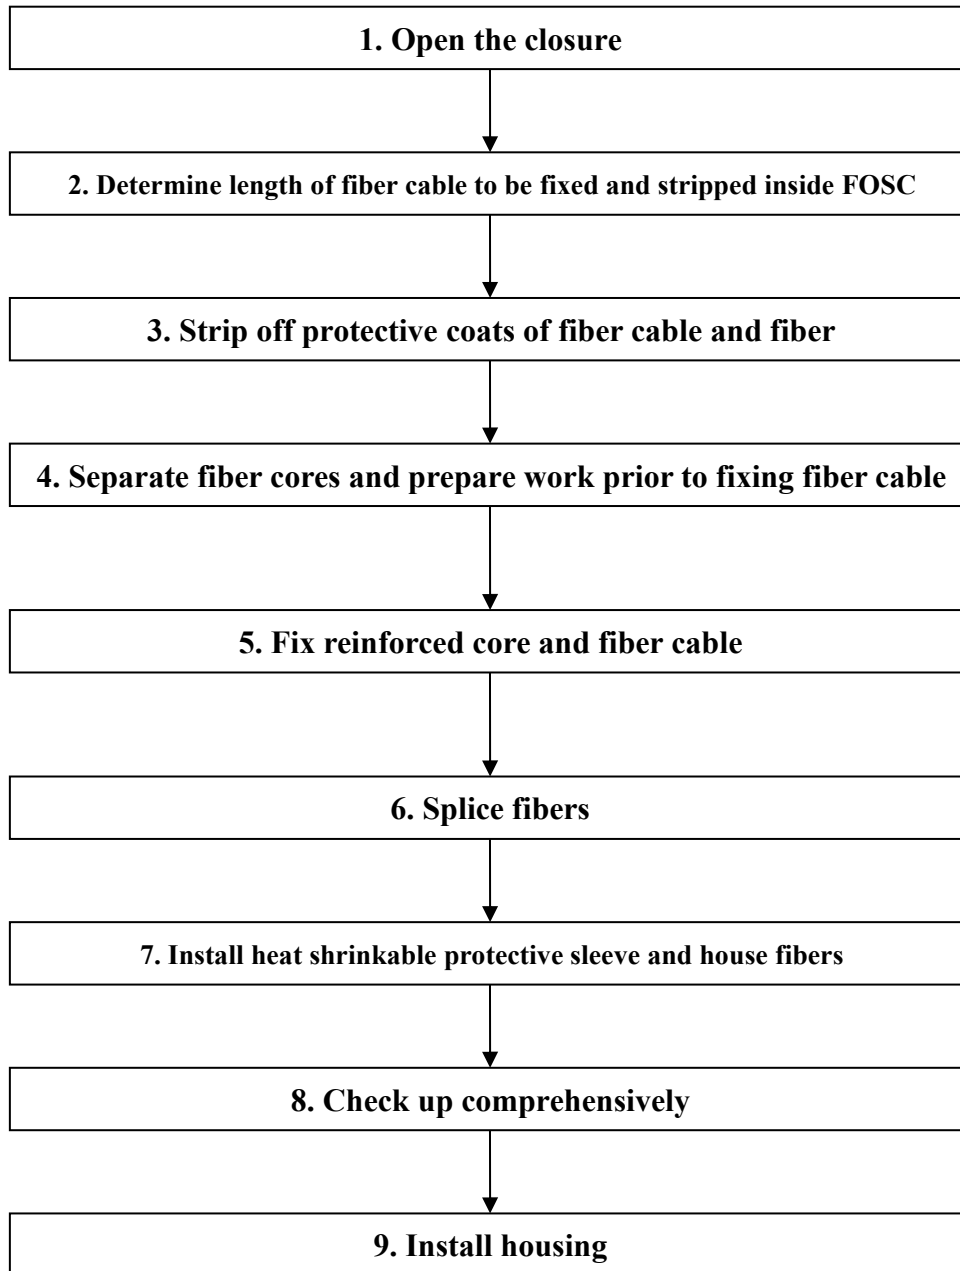 1. Open the closure
2. Determine length of fiber cable to be fixed and stripped inside FOSC
3. Strip off protective coats of fiber cable and fiber
4. Separate fiber cores and prepare work prior to fixing fiber cable
5. Fix reinforced core and fiber cable
6. Splice fibers
7. Install heat shrinkable protective sleeve and house fibers
8. Check up comprehensively
9. Install housing